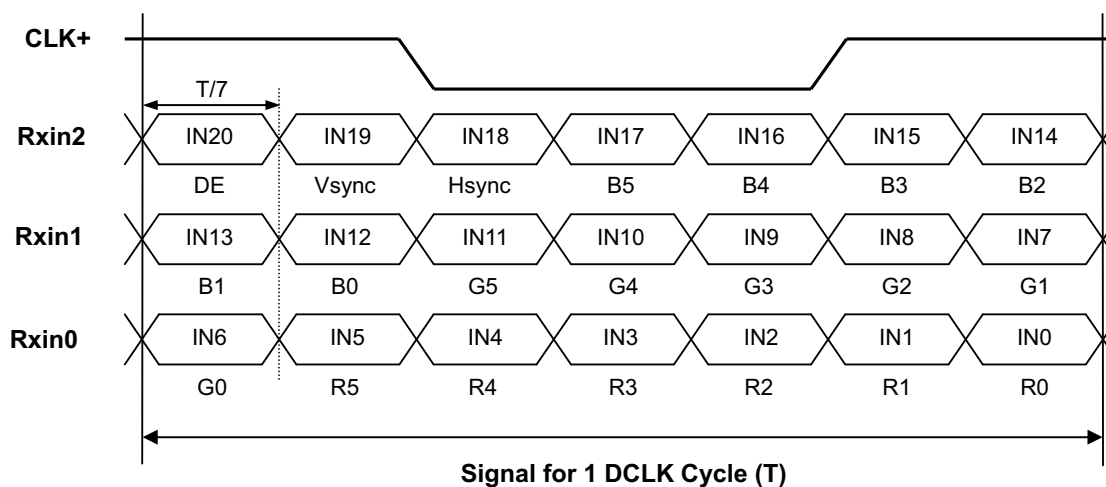 CLK+
T/7
Rxin2 IN20 IN19 IN18 IN17 IN16 IN15 IN14
DE Vsync Hsync B5 B4 B3 B2
Rxin1 IN13 IN12 IN11 IN10 IN9 IN8 IN7
B1 B0 G5 G4 G3 G2 G1
Rxin0 IN6 IN5 IN4 IN3 IN2 IN1 IN0
G0 R5 R4 R3 R2 R1 R0
Signal for 1 DCLK Cycle (T)